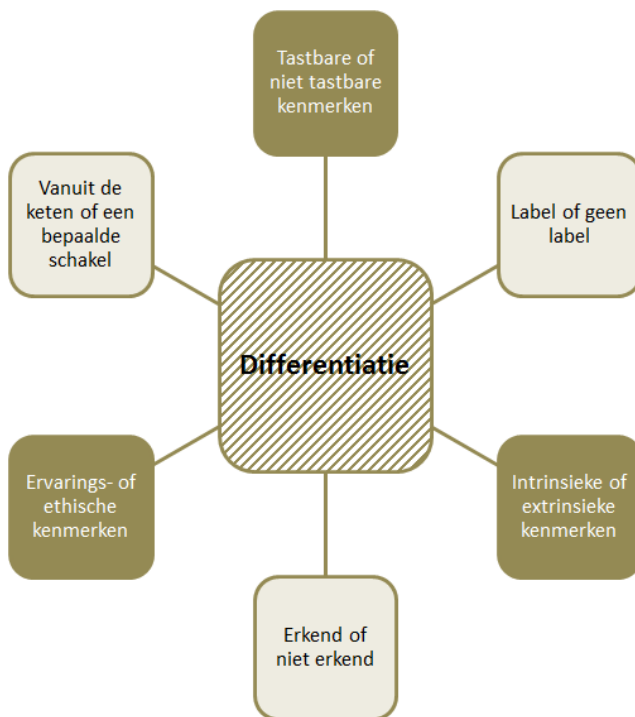 Tastbare of
niet tastbare
kenmerken
Vanuit de
keten of een
bepaalde
schakel
Label of geen
label
Differentiatie
Ervarings- of
ethische
kenmerken
Intrinsieke of
extrinsieke
kenmerken
Erkend of
niet erkend